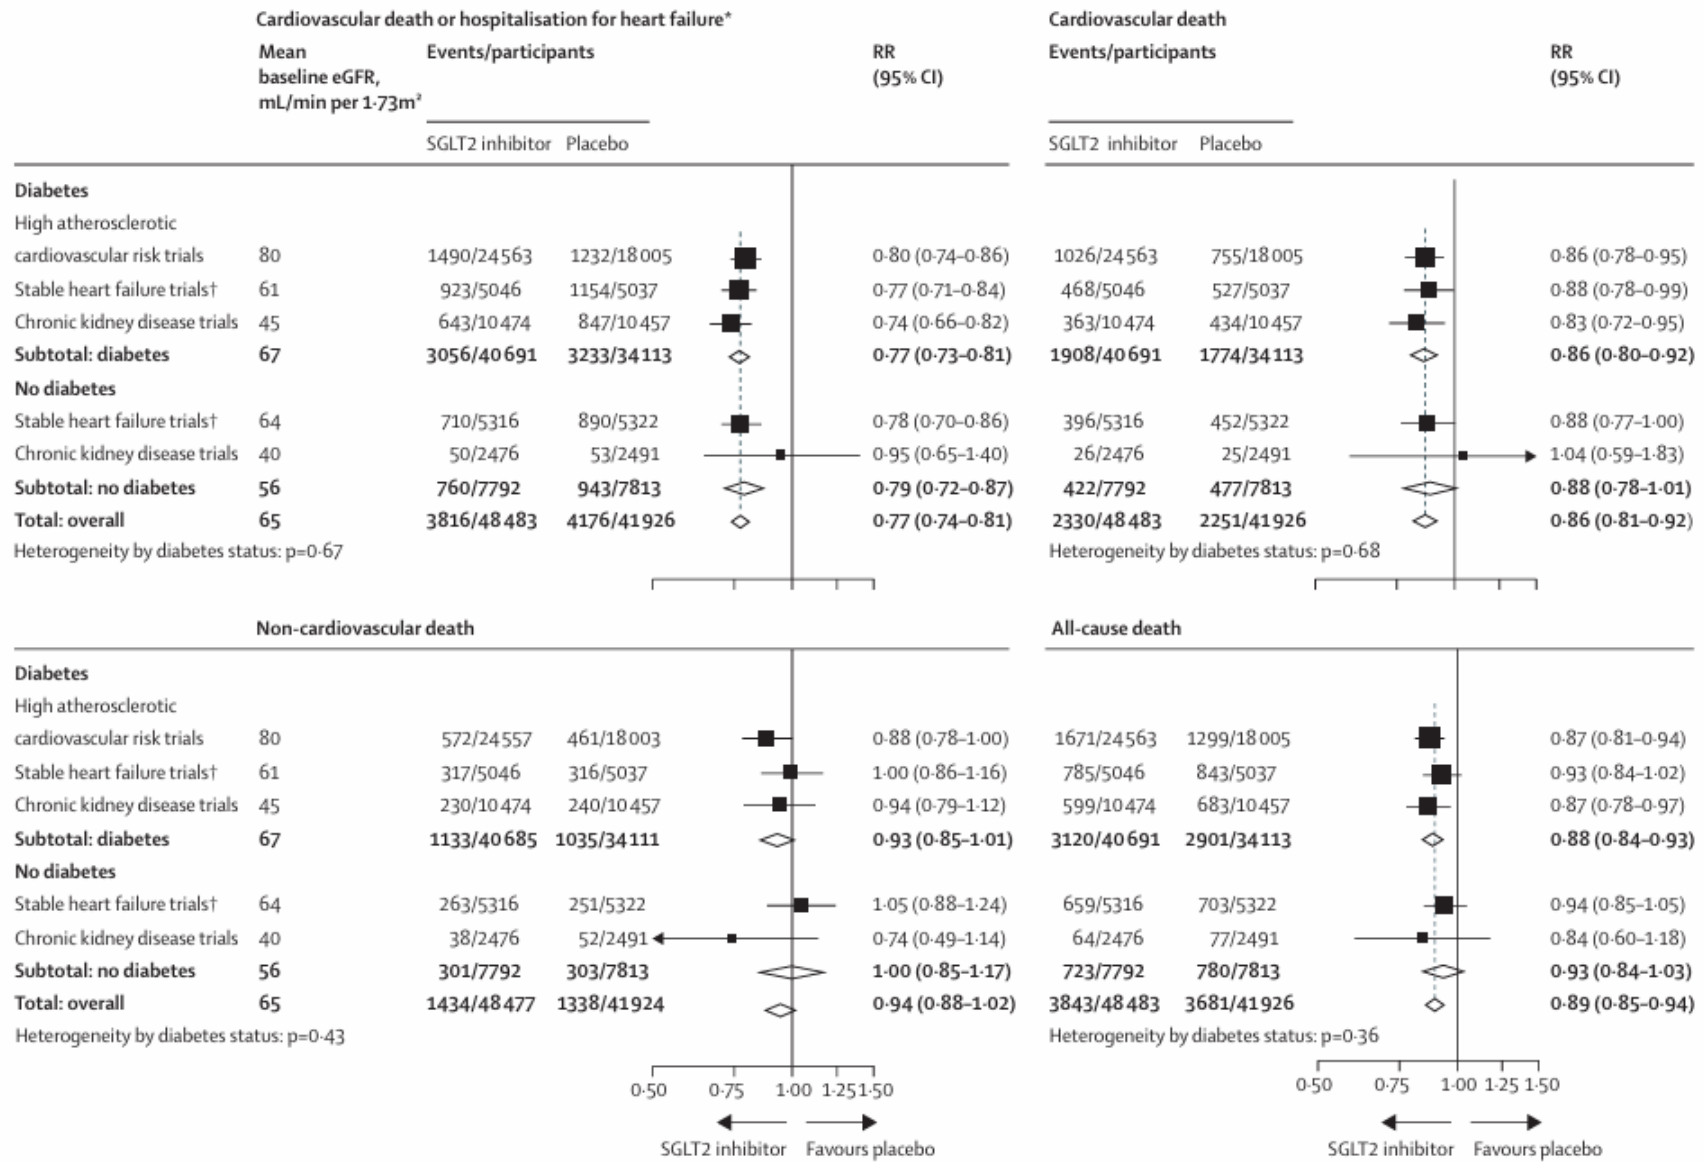 Cardiovascular death or hospitalisation for heart failure* Cardiovascular death
Mean Events/participants RR Events/participants RR
baseline eGFR, (95% CI) (95% CI)
mL/min per 1·73m²
SGLT2 inhibitor Placebo SGLT2 inhibitor Placebo
Diabetes
High atherosclerotic
cardiovascular risk trials 80 1490/24563 1232/18005 0·80 (0·74–0·86) 1026/24563 755/18005 0·86 (0·78–0·95)
Stable heart failure trials† 61 923/5046 1154/5037 0·77 (0·71–0·84) 468/5046 527/5037 0·88 (0·78–0·99)
Chronic kidney disease trials 45 643/10474 847/10457 0·74 (0·66–0·82) 363/10474 434/10457 0·83 (0·72–0·95)
Subtotal: diabetes 67 3056/40691 3233/34113 0·77 (0·73–0·81) 1908/40691 1774/34113 0·86 (0·80–0·92)
No diabetes
Stable heart failure trials† 64 710/5316 890/5322 0·78 (0·70–0·86) 396/5316 452/5322 0·88 (0·77–1·00)
Chronic kidney disease trials 40 50/2476 53/2491 0·95 (0·65–1·40) 26/2476 25/2491 1·04 (0·59–1·83)
Subtotal: no diabetes 56 760/7792 943/7813 0·79 (0·72–0·87) 422/7792 477/7813 0·88 (0·78–1·01)
Total: overall 65 3816/48483 4176/41926 0·77 (0·74–0·81) 2330/48483 2251/41926 0·86 (0·81–0·92)
Heterogeneity by diabetes status: p=0·67 Heterogeneity by diabetes status: p=0·68
Non-cardiovascular death All-cause death
Diabetes
High atherosclerotic
cardiovascular risk trials 80 572/24557 461/18003 0·88 (0·78–1·00) 1671/24563 1299/18005 0·87 (0·81–0·94)
Stable heart failure trials† 61 317/5046 316/5037 1·00 (0·86–1·16) 785/5046 843/5037 0·93 (0·84–1·02)
Chronic kidney disease trials 45 230/10474 240/10457 0·94 (0·79–1·12) 599/10474 683/10457 0·87 (0·78–0·97)
Subtotal: diabetes 67 1133/40685 1035/34111 0·93 (0·85–1·01) 3120/40691 2901/34113 0·88 (0·84–0·93)
No diabetes
Stable heart failure trials† 64 263/5316 251/5322 1·05 (0·88–1·24) 659/5316 703/5322 0·94 (0·85–1·05)
Chronic kidney disease trials 40 38/2476 52/2491 0·74 (0·49–1·14) 64/2476 77/2491 0·84 (0·60–1·18)
Subtotal: no diabetes 56 301/7792 303/7813 1·00 (0·85–1·17) 723/7792 780/7813 0·93 (0·84–1·03)
Total: overall 65 1434/48477 1338/41924 0·94 (0·88–1·02) 3843/48483 3681/41926 0·89 (0·85–0·94)
Heterogeneity by diabetes status: p=0·43 Heterogeneity by diabetes status: p=0·36
0·50 0·75 1·00 1·25 1·50 0·50 0·75 1·00 1·25 1·50
SGLT2 inhibitor Favours placebo SGLT2 inhibitor Favours placebo